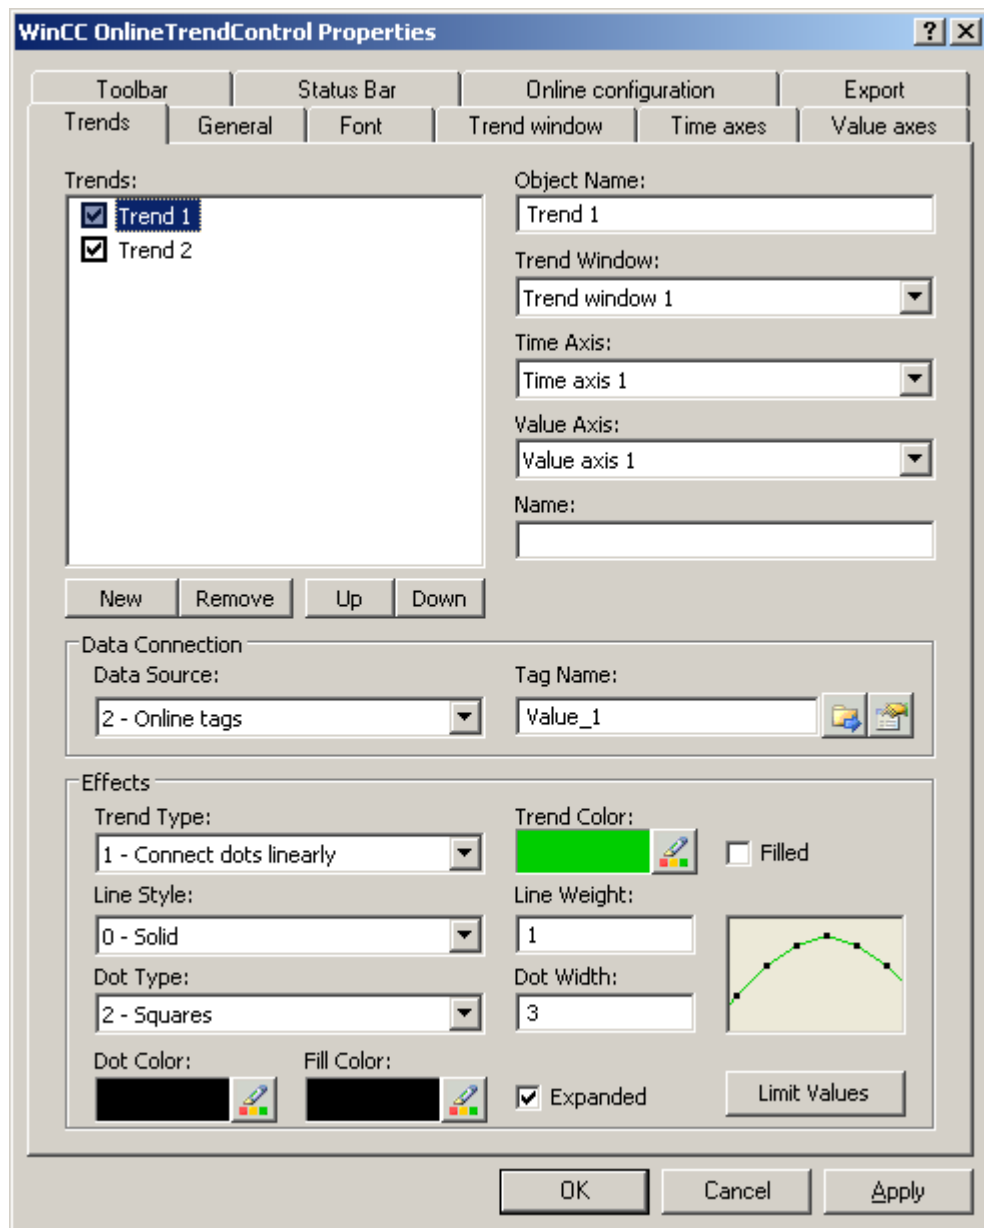 WinCC OnlineTrendControl Properties
Toolbar Status Bar Online configuration Export
Trends General Font Trend window Time axes Value axes
Trends:
Trend 1
Trend 2
Object Name:
Trend 1
Trend Window:
Trend window 1
Time Axis:
Time axis 1
Value Axis:
Value axis 1
Name:
New Remove Up Down
Data Connection
Data Source:
2 - Online tags
Tag Name:
Value_1
Effects
Trend Type:
1 - Connect dots linearly
Trend Color:
Filled
Line Style:
0 - Solid
Line Weight:
1
Dot Type:
2 - Squares
Dot Width:
3
Dot Color: Fill Color:
Expanded
Limit Values
OK Cancel Apply